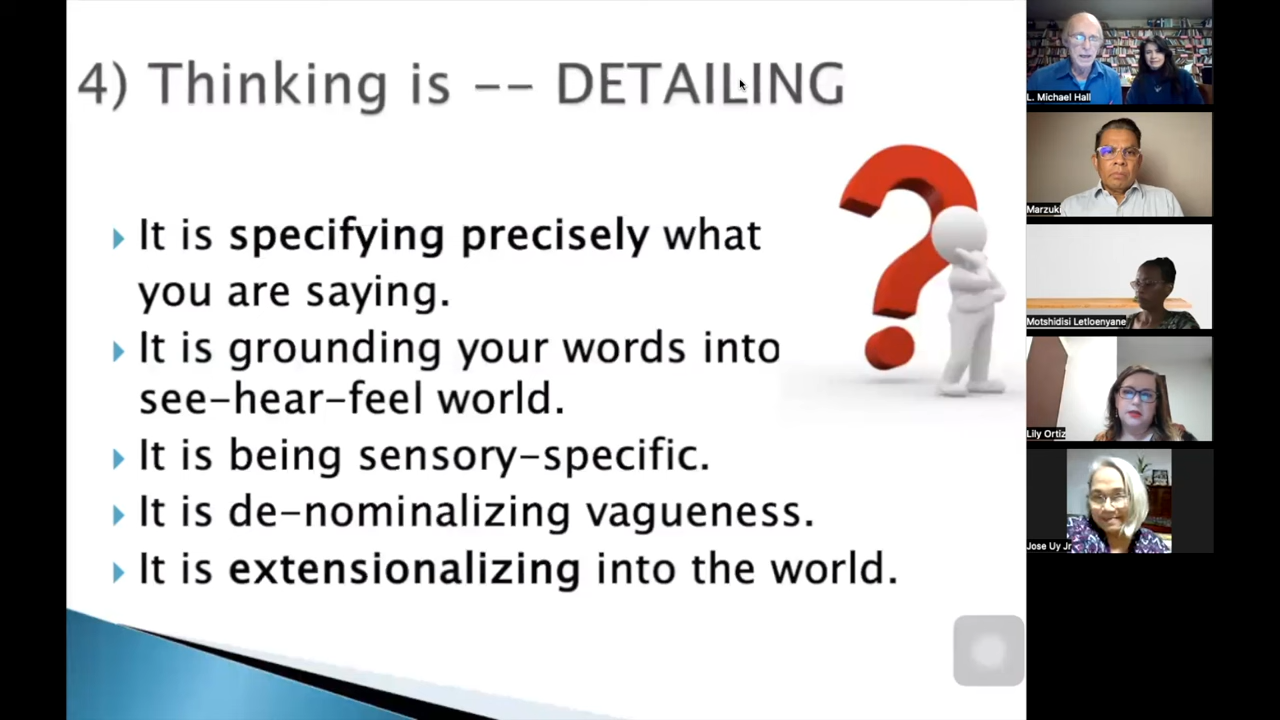 4) Thinking is -- DETAILING
It is specifying precisely what
you are saying.
It is grounding your words into
see-hear-feel world.
It is being sensory-specific.
It is de-nominalizing vagueness.
It is extensionalizing into the world.
L. Michael Hall
Marzuki
Motshidisi Letloenyane
Lily Ortiz
Jose Uy Jr